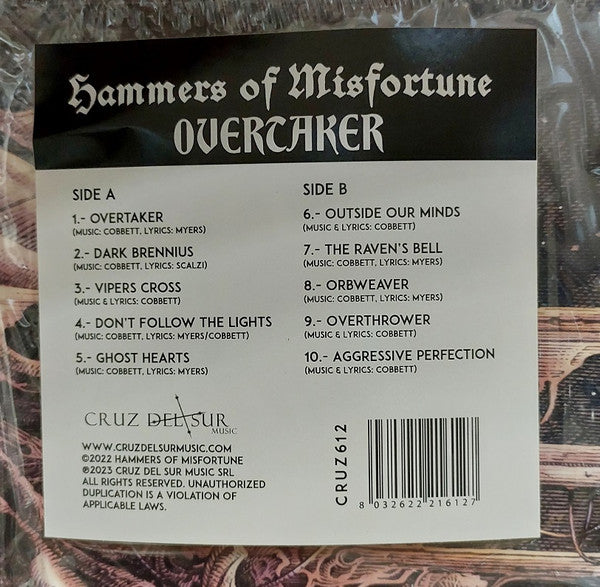 Hammers of Misfortune
OVERTAKER
SIDE A
1.- OVERTAKER
(MUSIC: COBBETT, LYRICS: MYERS)
2.- DARK BRENNIUS
(MUSIC: COBBETT, LYRICS: SCALZI)
3.- VIPERS CROSS
(MUSIC & LYRICS: COBBETT)
4.- DON'T FOLLOW THE LIGHTS
(MUSIC: COBBETT, LYRICS: MYERS/COBBETT)
5.- GHOST HEARTS
(MUSIC: COBBETT, LYRICS: MYERS)
SIDE B
6.- OUTSIDE OUR MINDS
(MUSIC & LYRICS: COBBETT)
7.- THE RAVEN'S BELL
(MUSIC: COBBETT, LYRICS: MYERS)
8.- ORBWEAVER
(MUSIC: COBBETT, LYRICS: MYERS)
9.- OVERTHROWER
(MUSIC & LYRICS: COBBETT)
10.- AGGRESSIVE PERFECTION
(MUSIC & LYRICS: COBBETT)
CRUZ DEL SUR
MUSIC
WWW.CRUZDELSURMUSIC.COM
©2022 HAMMERS OF MISFORTUNE
℗2023 CRUZ DEL SUR MUSIC SRL
ALL RIGHTS RESERVED. UNAUTHORIZED
DUPLICATION IS A VIOLATION OF
APPLICABLE LAWS.
CRUZ612
8 032622 216127